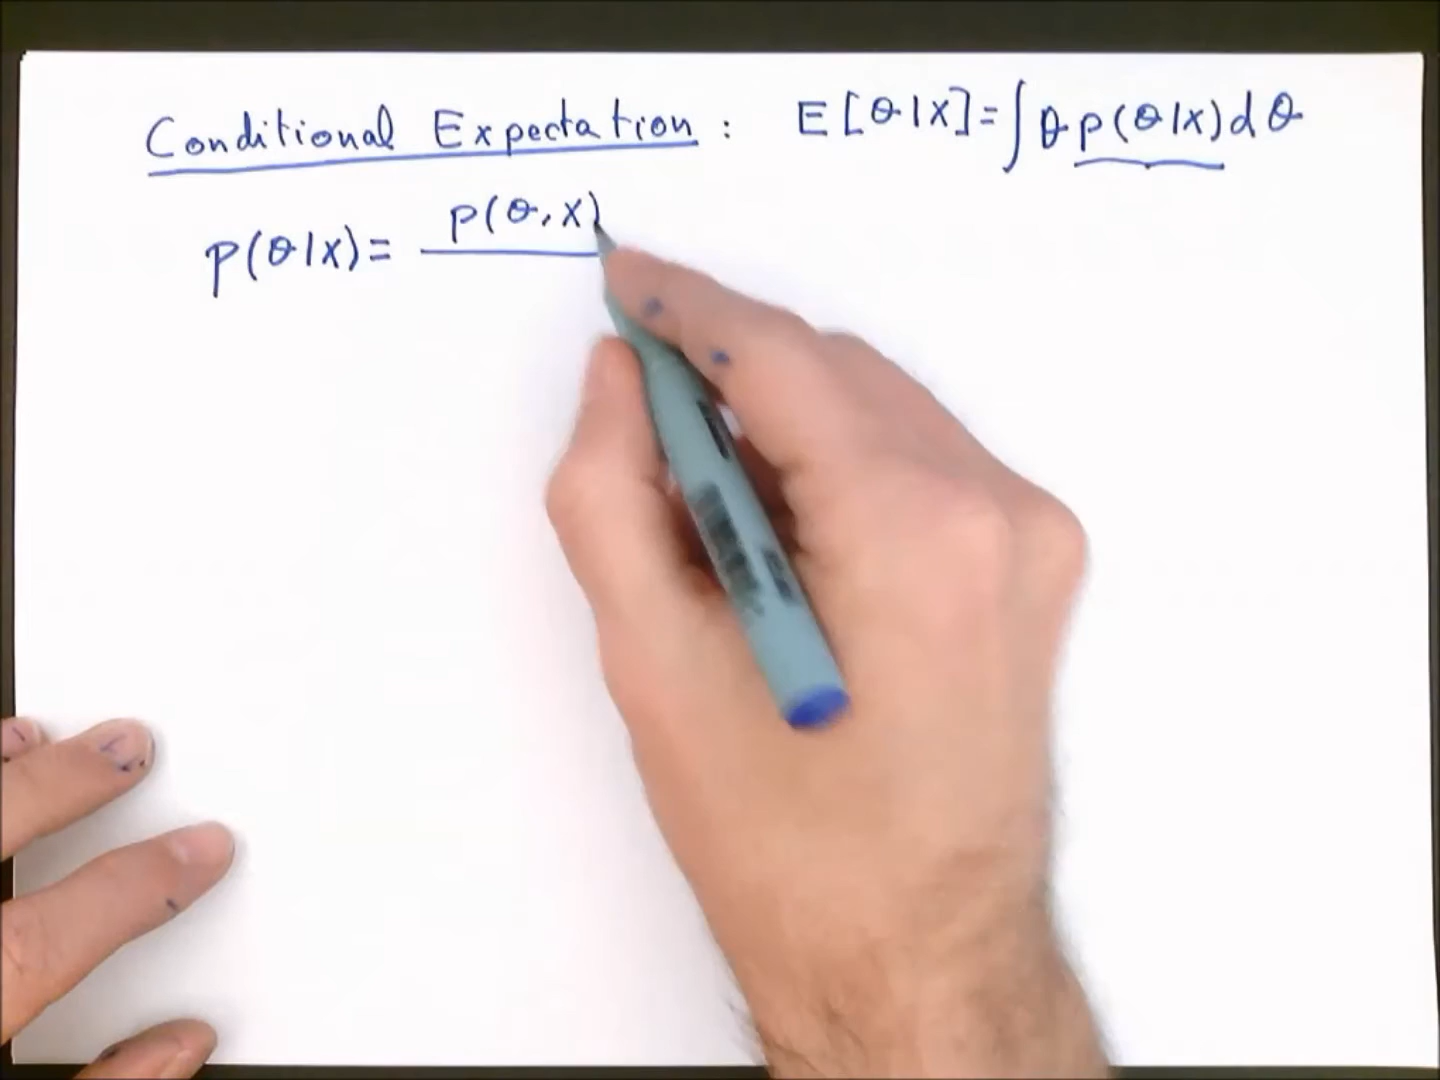 Conditional Expectation : E[θ|X] = ∫ θ p(θ|X) dθ
p(θ|X) = p(θ,X)